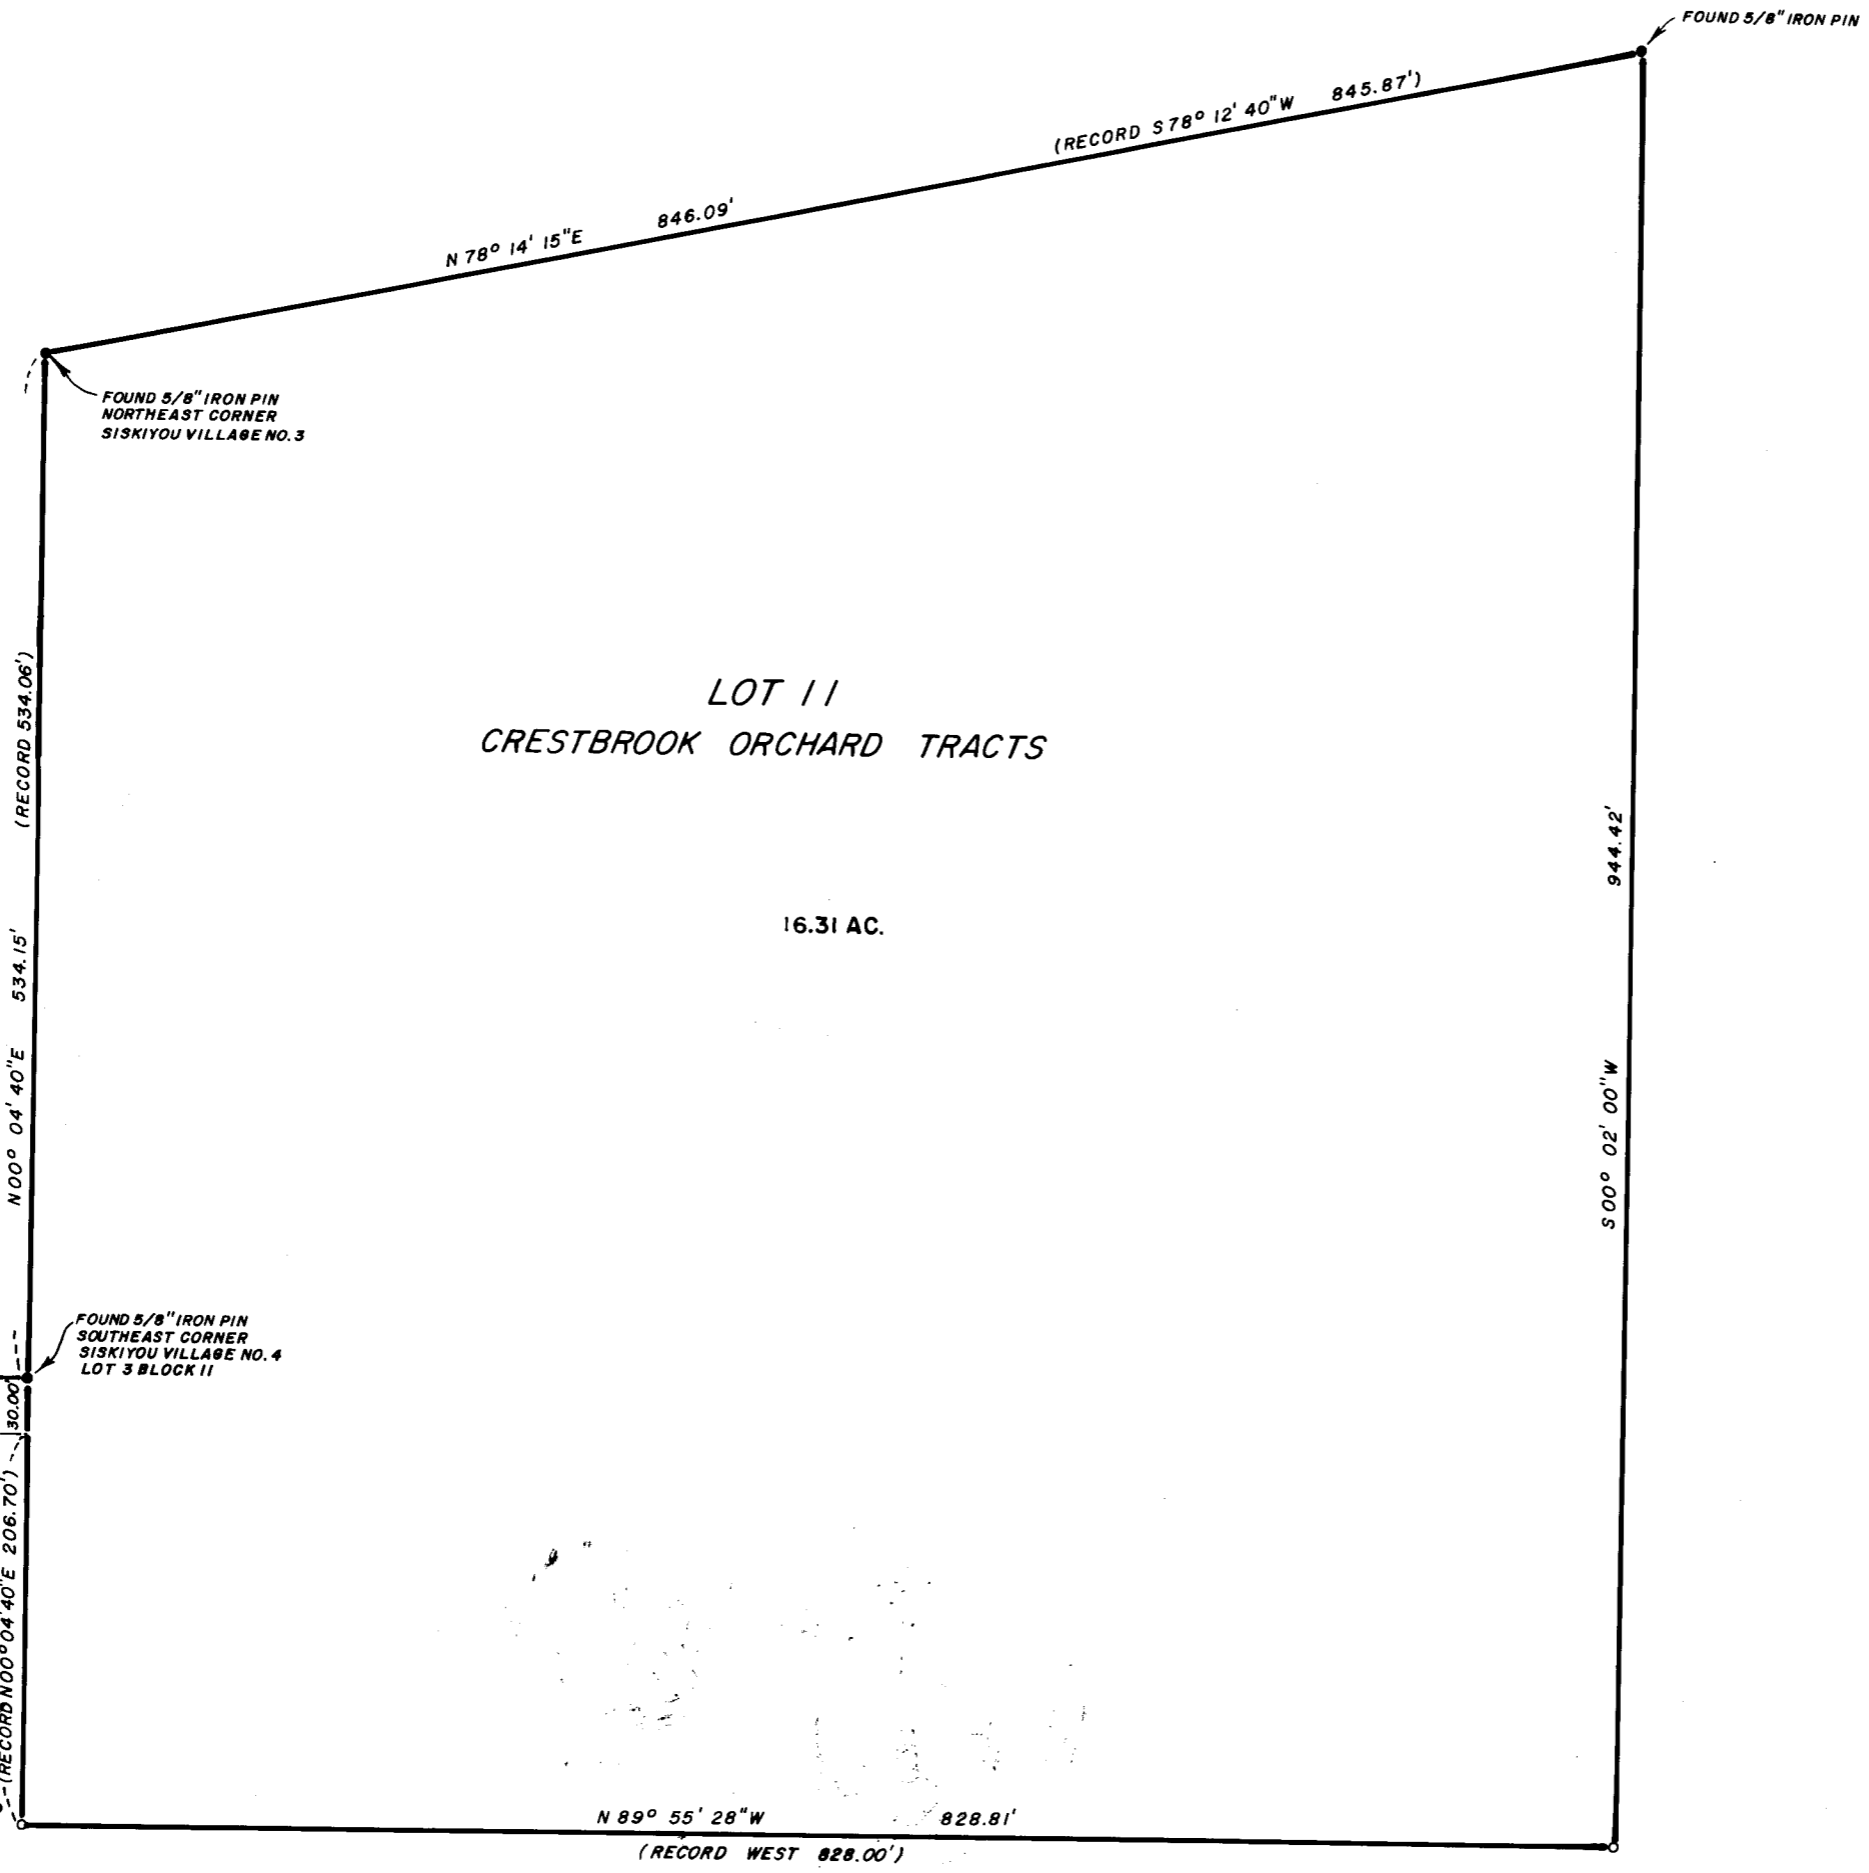 FOUND 5/8" IRON PIN
(RECORD S 78° 12' 40" W 845.87')
N 78° 14' 15" E 846.09'
FOUND 5/8" IRON PIN
NORTHEAST CORNER
SISKIYOU VILLAGE NO. 3
(RECORD 534.06')
N 00° 04' 40" E 534.15'
LOT 11
CRESTBROOK ORCHARD TRACTS
16.31 AC.
944.42'
S 00° 02' 00" W
FOUND 5/8" IRON PIN
SOUTHEAST CORNER
SISKIYOU VILLAGE NO. 4
LOT 3 BLOCK 11
30.00'
(RECORD N 00° 04' 40" E 206.70')
N 89° 55' 28" W 828.81'
(RECORD WEST 828.00')